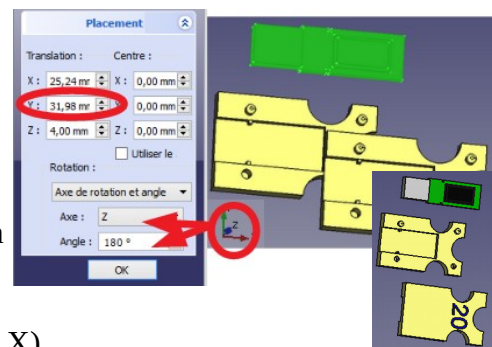 Placement
Translation : Centre :
X : 25,24 mr X : 0,00 mm
Y : 31,98 mr 0,00 mm
Z : 4,00 mm Z : 0,00 mm
Utiliser le
Rotation :
Axe de rotation et angle
Axe : Z
Angle : 180 °
OK
Z
20
X)